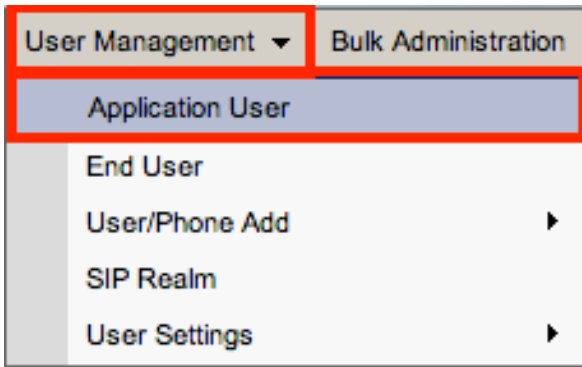 User Management Bulk Administration
Application User
End User
User/Phone Add
SIP Realm
User Settings